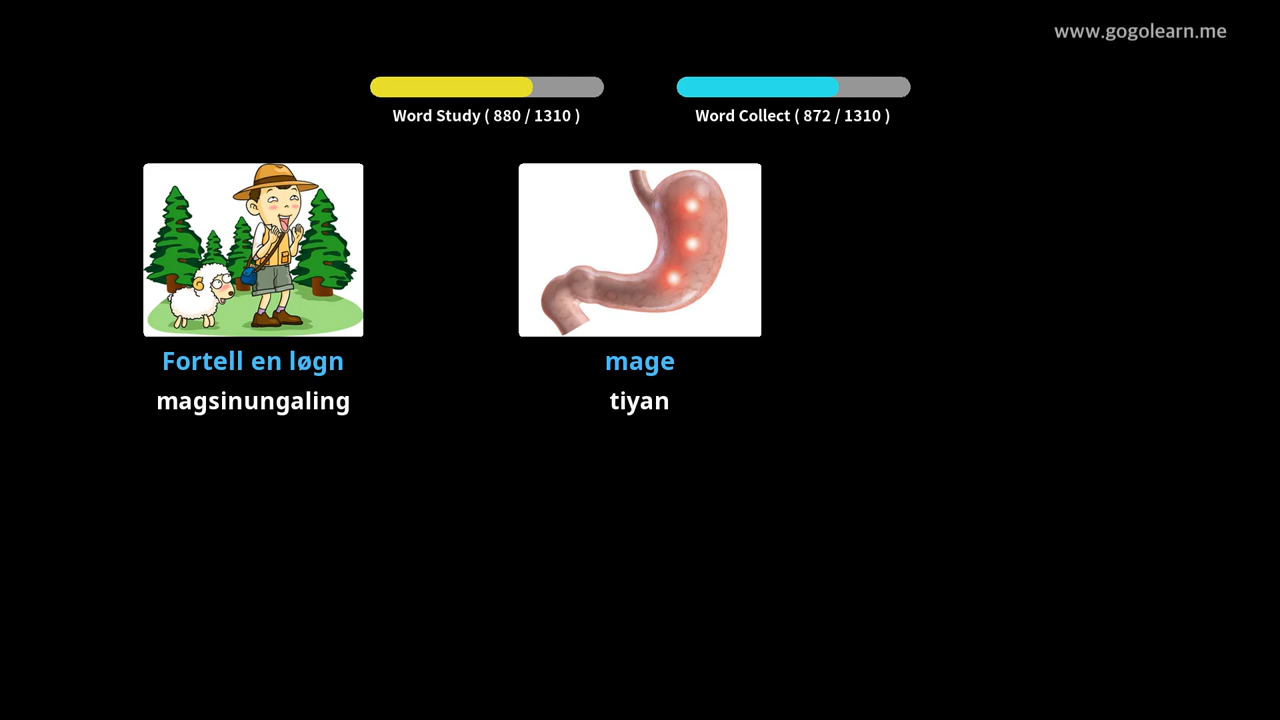 www.gogolearn.me
Word Study ( 880 / 1310 )
Word Collect ( 872 / 1310 )
Fortell en løgn
magsinungaling
mage
tiyan